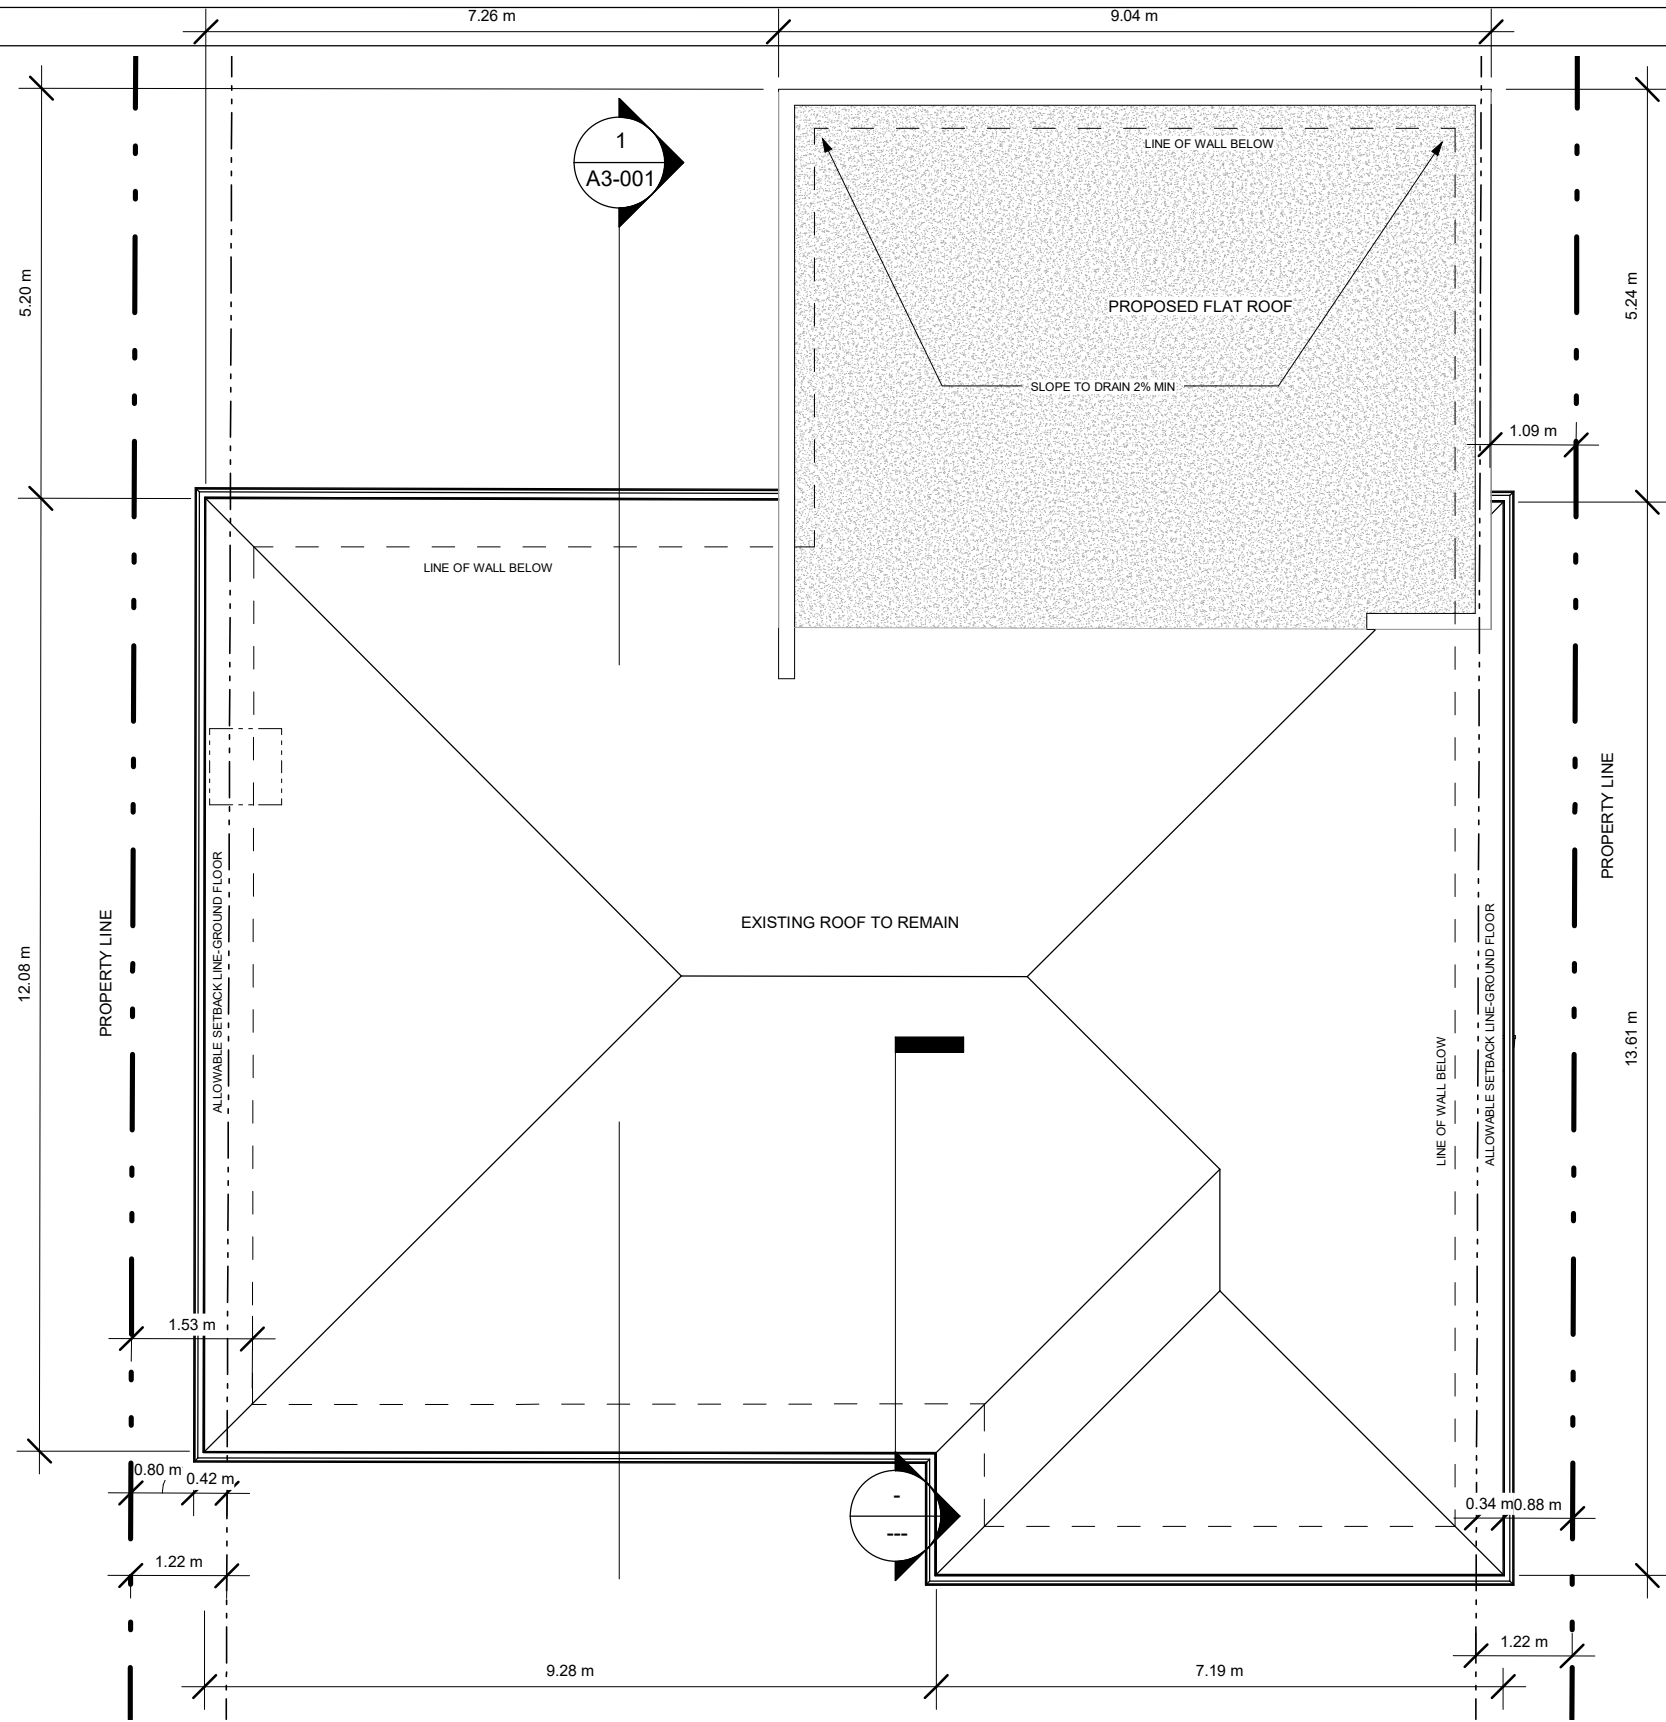 7.26 m
9.04 m
1
A3-001
LINE OF WALL BELOW
5.20 m
5.24 m
PROPOSED FLAT ROOF
SLOPE TO DRAIN 2% MIN
1.09 m
LINE OF WALL BELOW
PROPERTY LINE
ALLOWABLE SETBACK LINE-GROUND FLOOR
EXISTING ROOF TO REMAIN
PROPERTY LINE
12.08 m
ALLOWABLE SETBACK LINE-GROUND FLOOR
LINE OF WALL BELOW
13.61 m
1.53 m
0.80 m
0.42 m
-
---
0.34 m
0.88 m
1.22 m
1.22 m
9.28 m
7.19 m